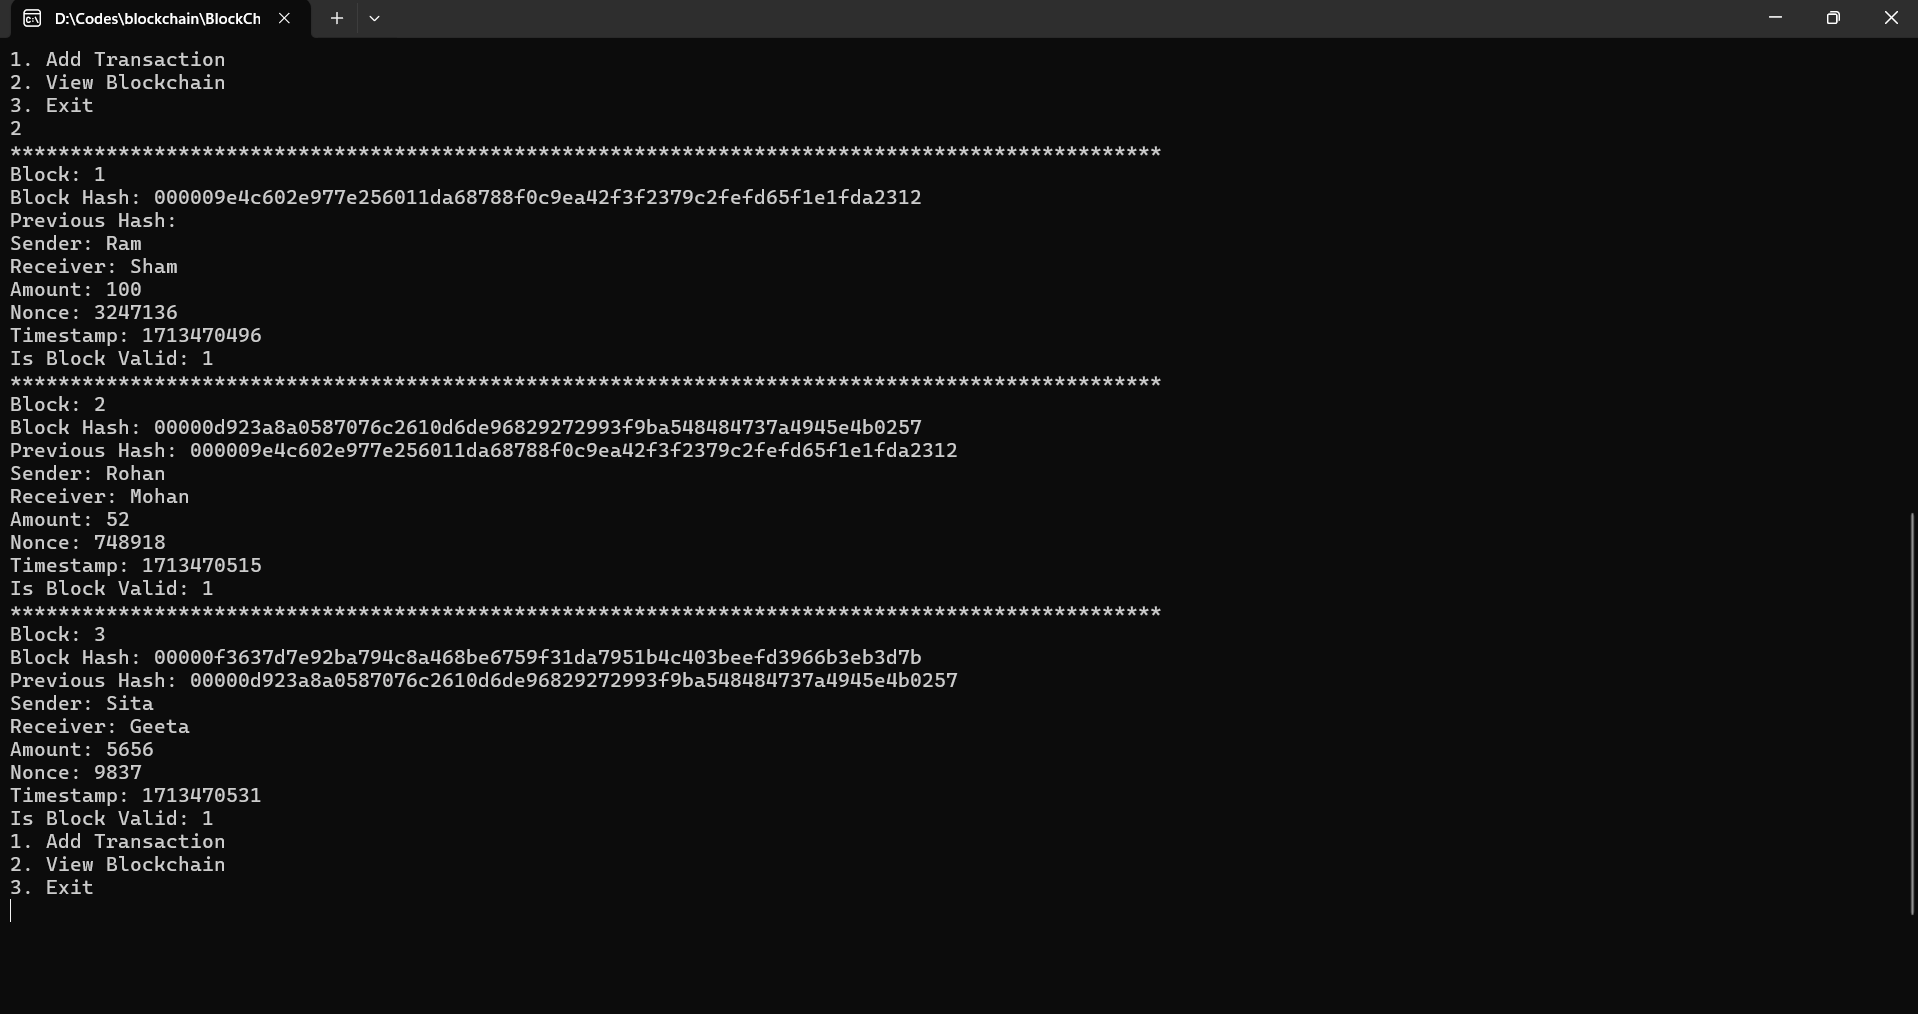 D:\Codes\blockchain\BlockCh
1. Add Transaction
2. View Blockchain
3. Exit
2
************************************************************************************************
Block: 1
Block Hash: 000009e4c602e977e256011da68788f0c9ea42f3f2379c2fefd65f1e1fda2312
Previous Hash:
Sender: Ram
Receiver: Sham
Amount: 100
Nonce: 3247136
Timestamp: 1713470496
Is Block Valid: 1
************************************************************************************************
Block: 2
Block Hash: 00000d923a8a0587076c2610d6de96829272993f9ba548484737a4945e4b0257
Previous Hash: 000009e4c602e977e256011da68788f0c9ea42f3f2379c2fefd65f1e1fda2312
Sender: Rohan
Receiver: Mohan
Amount: 52
Nonce: 748918
Timestamp: 1713470515
Is Block Valid: 1
************************************************************************************************
Block: 3
Block Hash: 00000f3637d7e92ba794c8a468be6759f31da7951b4c403beefd3966b3eb3d7b
Previous Hash: 00000d923a8a0587076c2610d6de96829272993f9ba548484737a4945e4b0257
Sender: Sita
Receiver: Geeta
Amount: 5656
Nonce: 9837
Timestamp: 1713470531
Is Block Valid: 1
1. Add Transaction
2. View Blockchain
3. Exit